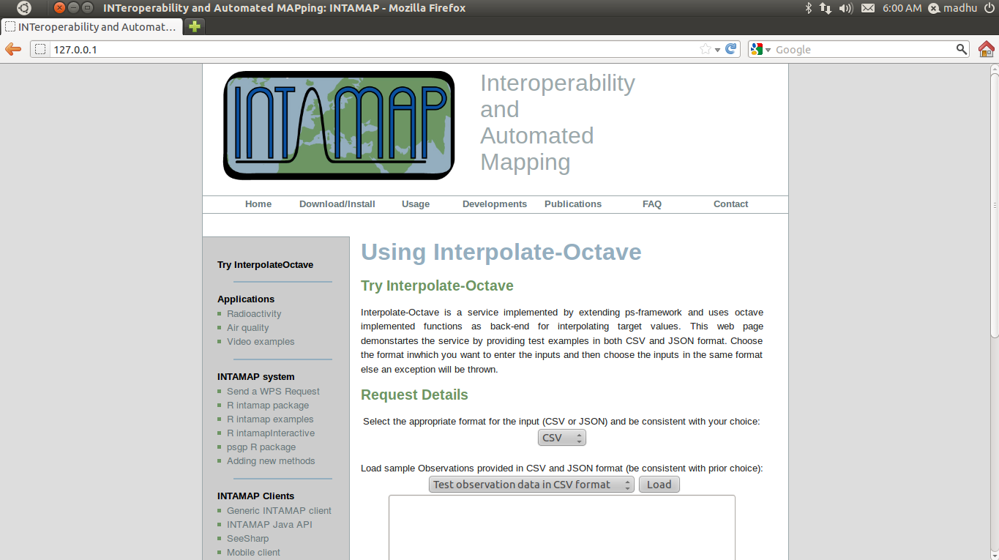 INTeroperability and Automated MAPping: INTAMAP - Mozilla Firefox
6:00 AM madhu
INTeroperability and Automat...
127.0.0.1
Google
INTAMAP
Interoperability
and
Automated
Mapping
Home Download/Install Usage Developments Publications FAQ Contact
Try InterpolateOctave
Applications
Radioactivity
Air quality
Video examples
INTAMAP system
Send a WPS Request
R intamap package
R intamap examples
R intamapInteractive
psgp R package
Adding new methods
INTAMAP Clients
Generic INTAMAP client
INTAMAP Java API
SeeSharp
Mobile client
Using Interpolate-Octave
Try Interpolate-Octave
Interpolate-Octave is a service implemented by extending ps-framework and uses octave
implemented functions as back-end for interpolating target values. This web page
demonstartes the service by providing test examples in both CSV and JSON format. Choose
the format inwhich you want to enter the inputs and then choose the inputs in the same format
else an exception will be thrown.
Request Details
Select the appropriate format for the input (CSV or JSON) and be consistent with your choice:
CSV
Load sample Observations provided in CSV and JSON format (be consistent with prior choice):
Test observation data in CSV format Load